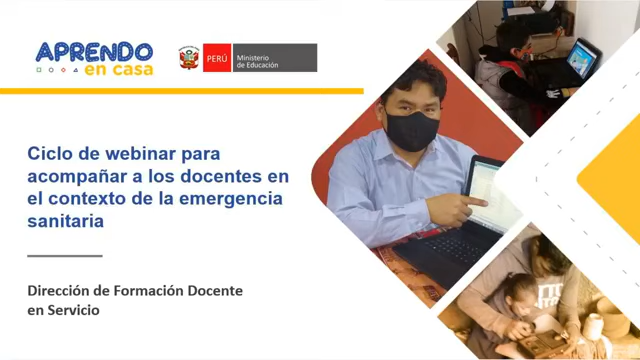 APRENDO
en casa
PERÚ
Ministerio
de Educación
Ciclo de webinar para
acompañar a los docentes en
el contexto de la emergencia
sanitaria
Dirección de Formación Docente
en Servicio